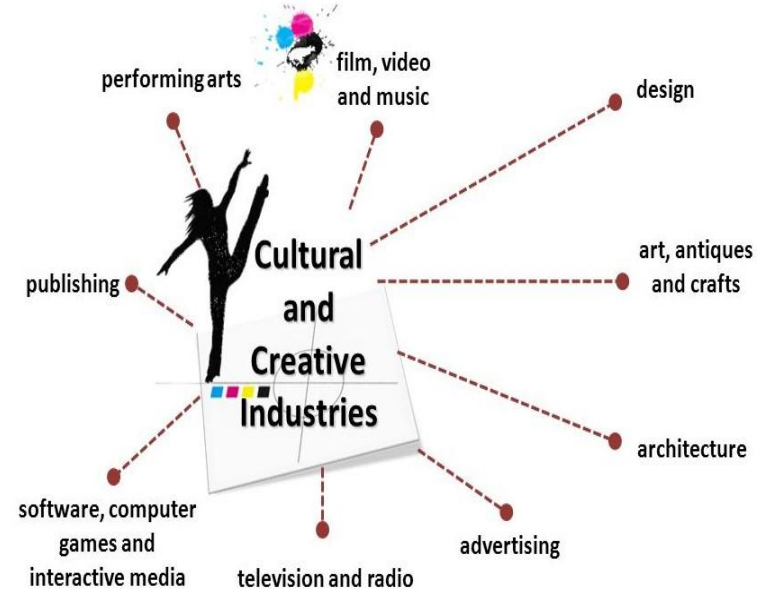 performing arts
film, video
and music
design
Cultural
and
Creative
Industries
art, antiques
and crafts
publishing
architecture
software, computer
games and
interactive media
television and radio
advertising